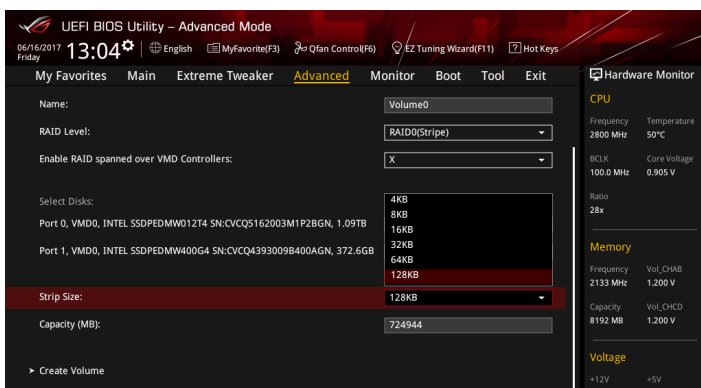 UEFI BIOS Utility – Advanced Mode
06/16/2017 Friday 13:04 English MyFavorite(F3) Qfan Control(F6) EZ Tuning Wizard(F11) ? Hot Keys
My Favorites Main Extreme Tweaker Advanced Monitor Boot Tool Exit
Name: Volume0
RAID Level: RAID0(Stripe)
Enable RAID spanned over VMD Controllers: X
Select Disks:
Port 0, VMD0, INTEL SSDPEDMW012T4 SN:CVCQ5162003M1P2BGN, 1.09TB
Port 1, VMD0, INTEL SSDPEDMW400G4 SN:CVCQ4393009B400AGN, 372.6GB
4KB
8KB
16KB
32KB
64KB
128KB
Strip Size: 128KB
Capacity (MB): 724944
Create Volume
Hardware Monitor
CPU
Frequency Temperature
2800 MHz 50°C
BCLK Core Voltage
100.0 MHz 0.905 V
Ratio
28x
Memory
Frequency Vol_CHAB
2133 MHz 1.200 V
Capacity Vol_CHCD
8192 MB 1.200 V
Voltage
+12V +5V